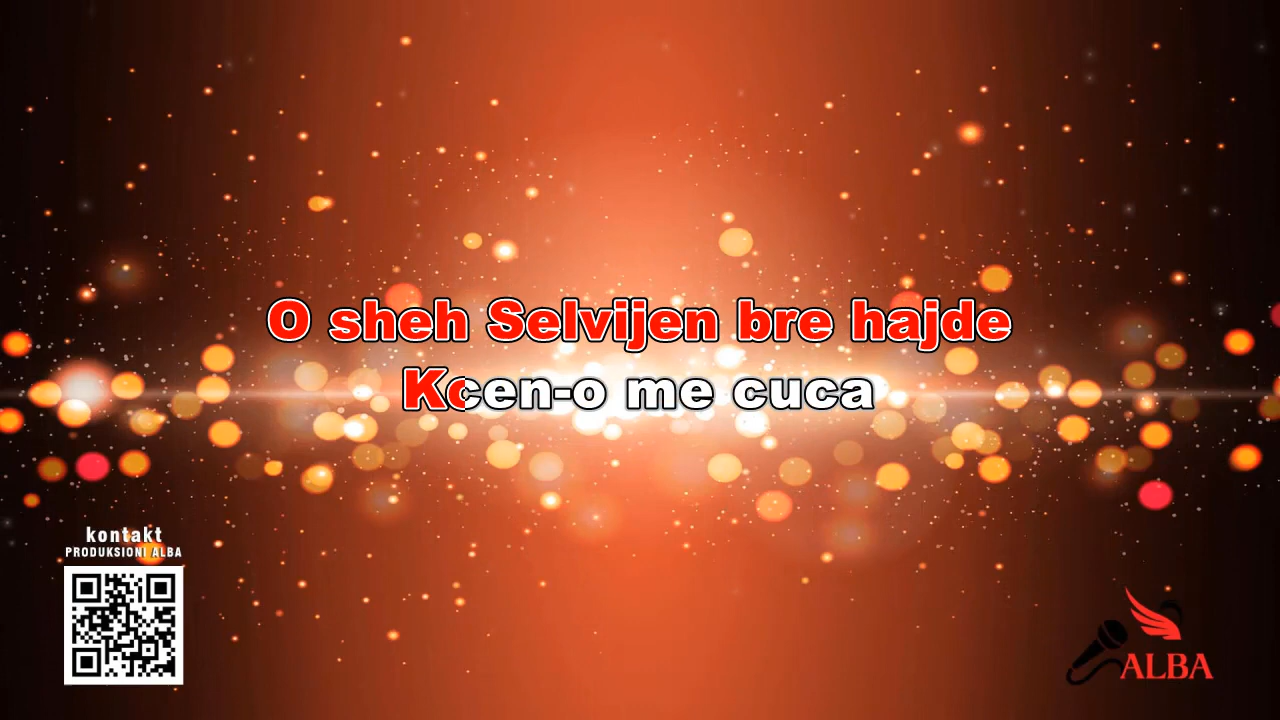 O sheh Selvijen bre hajde
Kcen-o me cuca
kontakt
PRODUKSIONI ALBA
ALBA